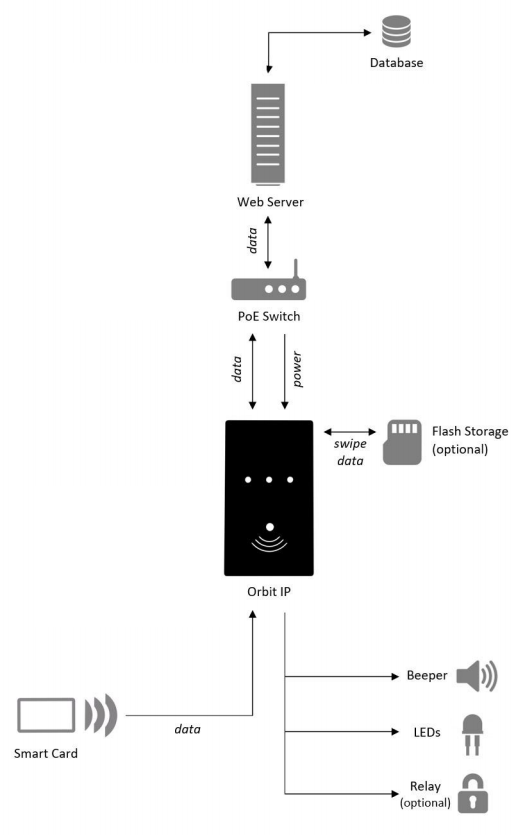 Database
Web Server
data
PoE Switch
data
power
swipe
data
Flash Storage
(optional)
Orbit IP
Beeper
data
Smart Card
LEDs
Relay
(optional)